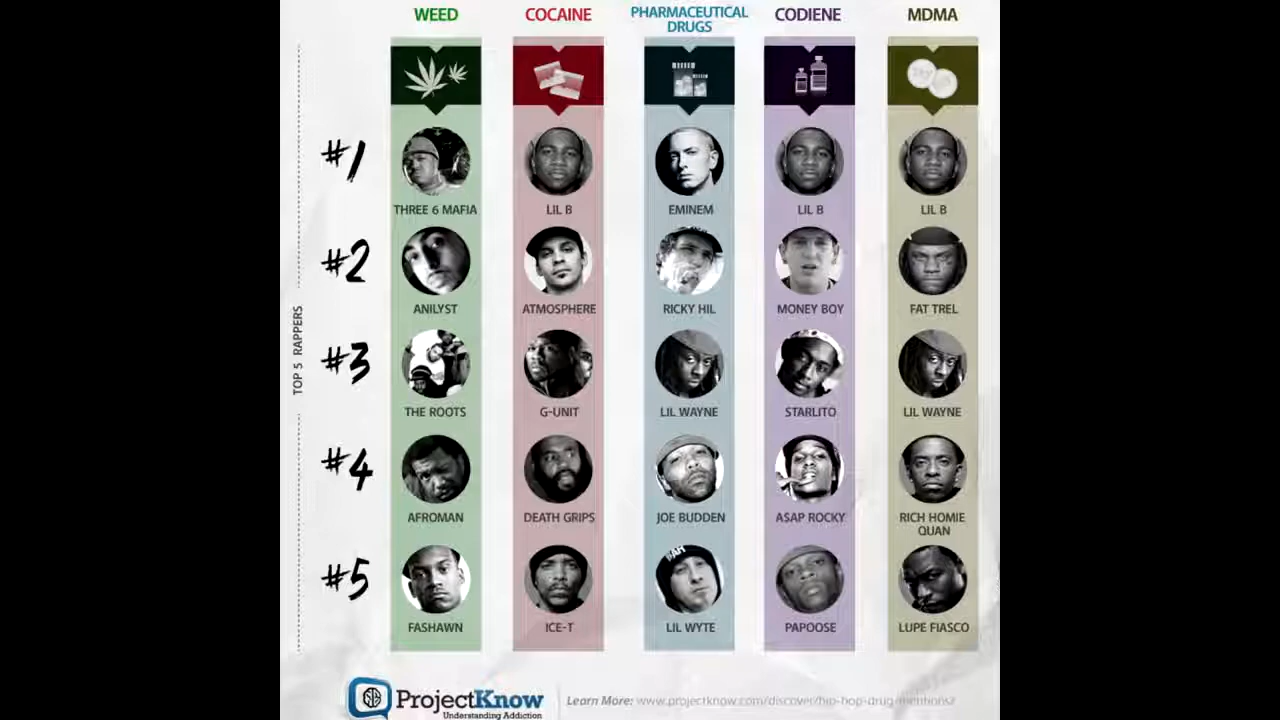 WEED COCAINE PHARMACEUTICAL DRUGS CODIENE MDMA
TOP 5 RAPPERS
#1
THREE 6 MAFIA LIL B EMINEM LIL B LIL B
#2
ANILYST ATMOSPHERE RICKY HIL MONEY BOY FAT TREL
#3
THE ROOTS G-UNIT LIL WAYNE STARLITO LIL WAYNE
#4
AFROMAN DEATH GRIPS JOE BUDDEN A$AP ROCKY RICH HOMIE QUAN
#5
FASHAWN ICE-T LIL WYTE PAPOOSE LUPE FIASCO
ProjectKnow
Understanding Addiction
Learn More: www.projectknow.com/discover/hip-hop-drug-mentions2